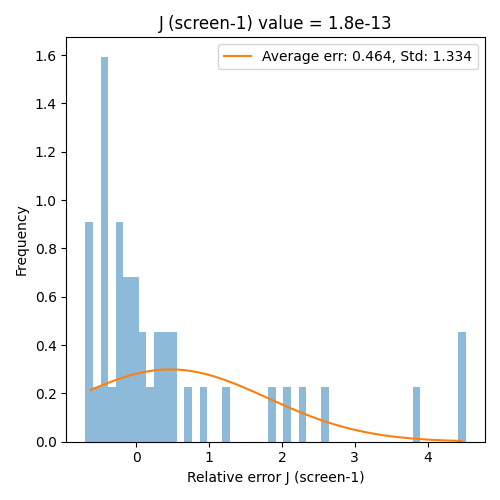 J (screen-1) value = 1.8e-13
Average err: 0.464, Std: 1.334
Frequency
1.6
1.4
1.2
1.0
0.8
0.6
0.4
0.2
0.0
0 1 2 3 4
Relative error J (screen-1)